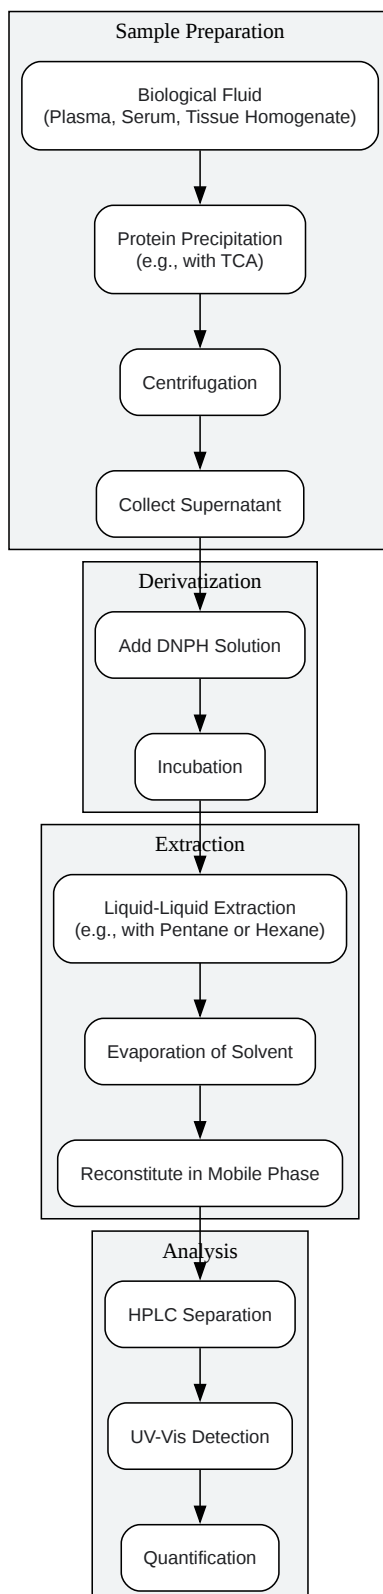 Sample Preparation
Biological Fluid
(Plasma, Serum, Tissue Homogenate)
Protein Precipitation
(e.g., with TCA)
Centrifugation
Collect Supernatant
Derivatization
Add DNPH Solution
Incubation
Extraction
Liquid-Liquid Extraction
(e.g., with Pentane or Hexane)
Evaporation of Solvent
Reconstitute in Mobile Phase
Analysis
HPLC Separation
UV-Vis Detection
Quantification